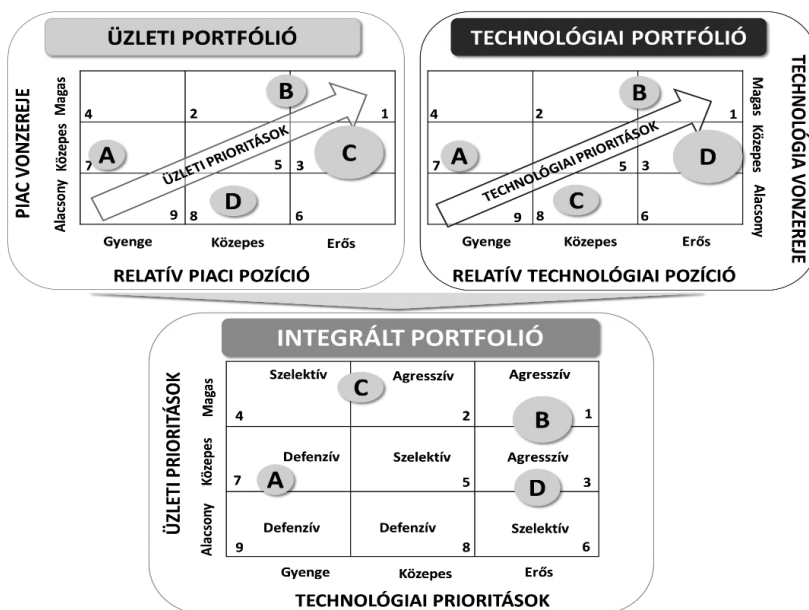 ÜZLETI PORTFÓLIÓ
PIAC VONZEREJE
Magas
Közepes
Alacsony
4
2
B
1
7
A
ÜZLETI PRIORITÁSOK
5
3
C
9
8
D
6
Gyenge
Közepes
Erős
RELATÍV PIACI POZÍCIÓ
TECHNOLÓGIAI PORTFÓLIÓ
4
2
B
1
7
A
TECHNOLÓGIAI PRIORITÁSOK
5
3
D
9
8
C
6
Magas
Közepes
Alacsony
TECHNOLÓGIA VONZEREJE
Gyenge
Közepes
Erős
RELATÍV TECHNOLÓGIAI POZÍCIÓ
INTEGRÁLT PORTFOLIÓ
ÜZLETI PRIORITÁSOK
Magas
Közepes
Alacsony
Szelektív
C
Agresszív
Agresszív
4
2
B
1
Defenzív
Szelektív
Agresszív
7
A
5
D
3
Defenzív
Defenzív
Szelektív
9
8
6
Gyenge
Közepes
Erős
TECHNOLÓGIAI PRIORITÁSOK